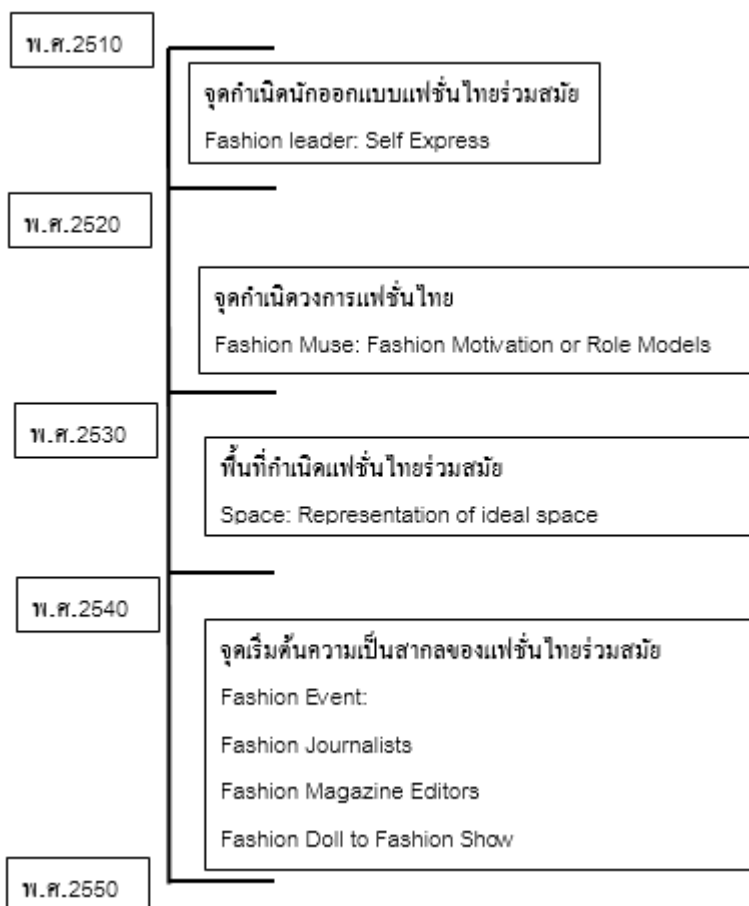 พ.ศ.2510
จุดกำเนิดนักออกแบบแฟชั่นไทยร่วมสมัย
Fashion leader: Self Express
พ.ศ.2520
จุดกำเนิดวงการแฟชั่นไทย
Fashion Muse: Fashion Motivation or Role Models
พ.ศ.2530
พื้นที่กำเนิดแฟชั่นไทยร่วมสมัย
Space: Representation of ideal space
พ.ศ.2540
จุดเริ่มต้นความเป็นสากลของแฟชั่นไทยร่วมสมัย
Fashion Event:
Fashion Journalists
Fashion Magazine Editors
Fashion Doll to Fashion Show
พ.ศ.2550